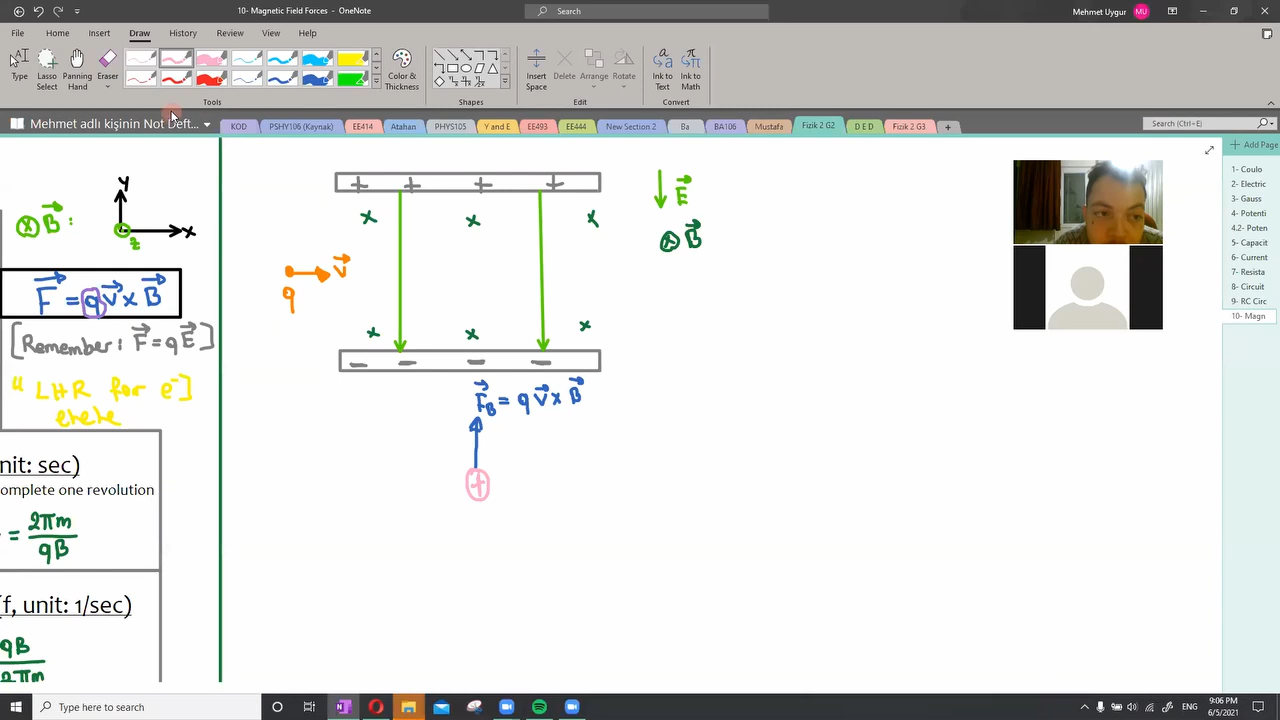 10- Magnetic Field Forces - OneNote
Search
Mehmet Uygur
MU
File
Home
Insert
Draw
History
Review
View
Help
Type
Lasso Select
Panning Hand
Eraser
Color & Thickness
Insert Space
Delete
Arrange
Rotate
Ink to Text
Ink to Math
Tools
Shapes
Edit
Convert
Mehmet adlı kişinin Not Deft...
KOD
PSHY106 (Kaynak)
EE414
Atahan
PHYS105
Y and E
EE493
EE444
New Section 2
Ba
BA106
Mustafa
Fizik 2 G2
D E D
Fizik 2 G3
+
Search (Ctrl+E)
Add Page
1- Coulo
2- Electric
3- Gauss
4- Potenti
4.2- Poten
5- Capacit
6- Current
7- Resista
8- Circuit
9- RC Circ
10- Magn
⊗ B⃗ :
Y
X
Z
F⃗ = qV⃗ x B⃗
[Remember: F⃗ = qE⃗ ]
" LHR for e⁻]
nit: sec)
complete one revolution
= 2πm / qB
f, unit: 1/sec)
qB / 2πm
+ + + +
x x x
q
V⃗
x x x
- - - -
E⃗
⊗ B⃗
F⃗B = q V⃗ x B⃗
+
Type here to search
ENG
9:06 PM
6/5/2021